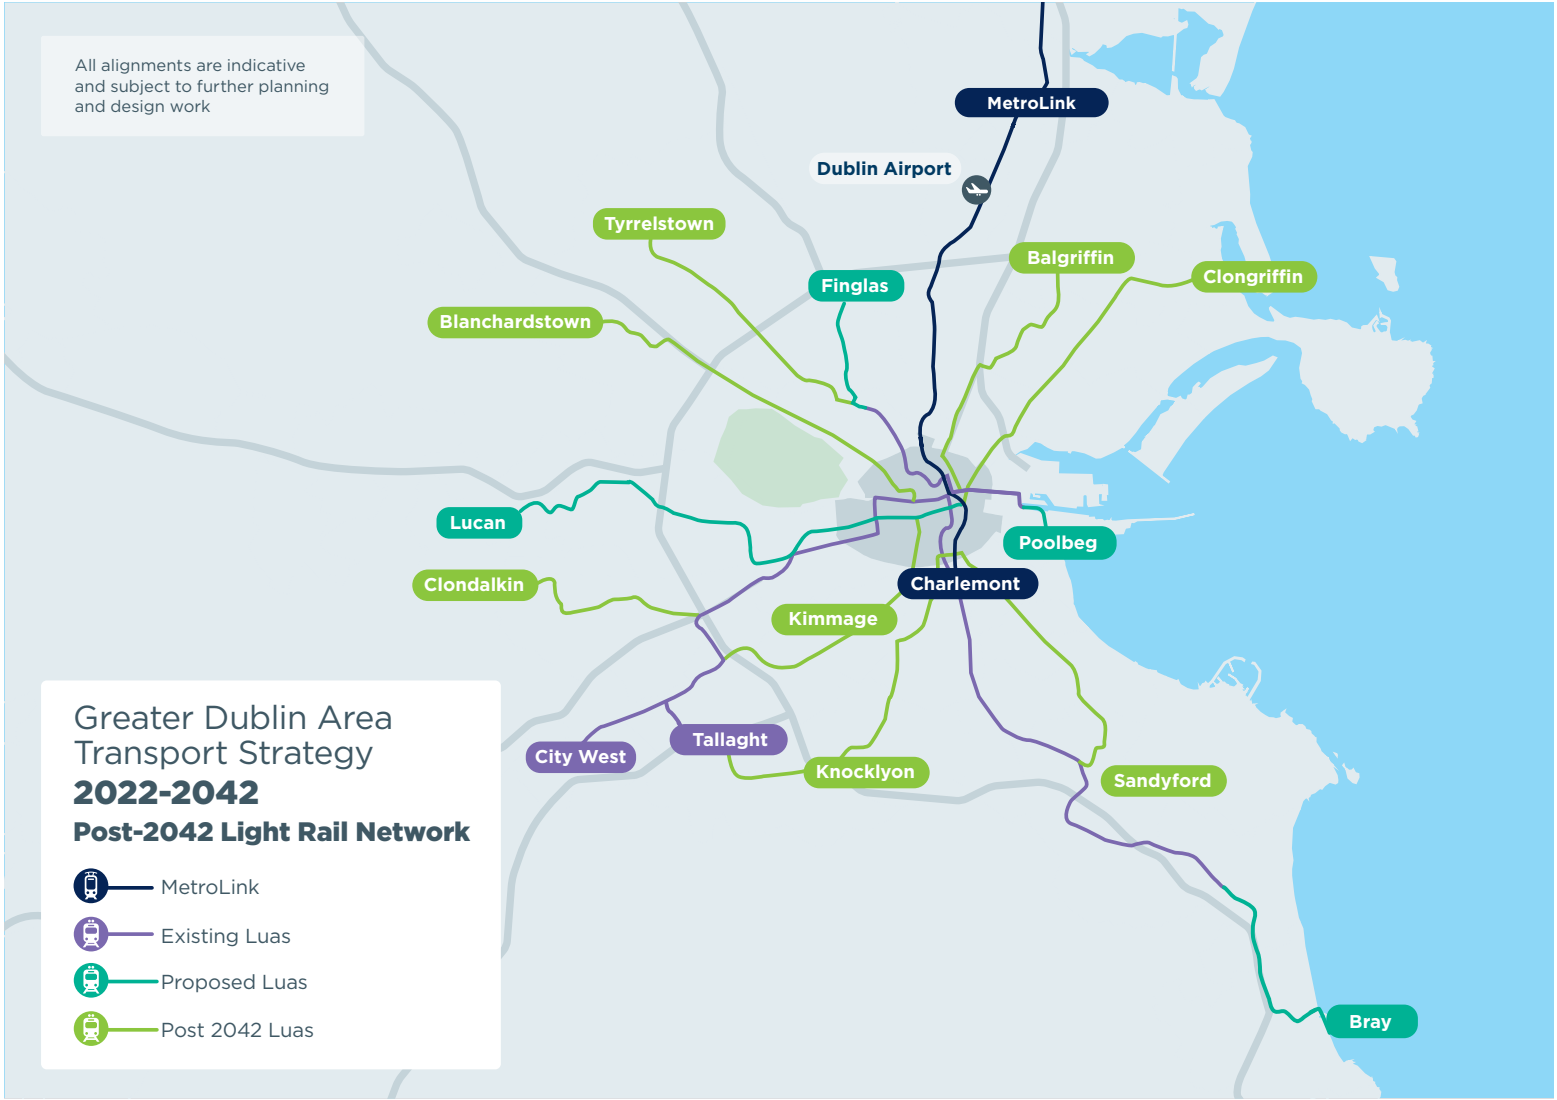 All alignments are indicative
and subject to further planning
and design work
MetroLink
Dublin Airport
Tyrrelstown
Balgriffin
Clongriffin
Finglas
Blanchardstown
Lucan
Poolbeg
Clondalkin
Charlemont
Kimmage
Tallaght
City West
Knocklyon
Sandyford
Bray
Greater Dublin Area
Transport Strategy
2022-2042
Post-2042 Light Rail Network
MetroLink
Existing Luas
Proposed Luas
Post 2042 Luas